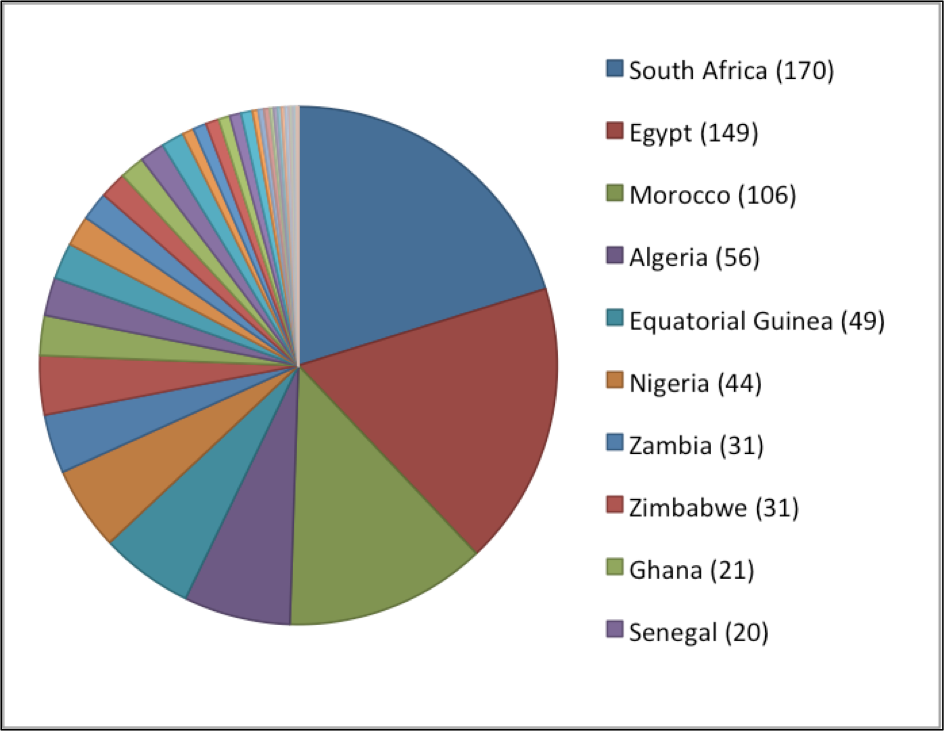 South Africa (170)
Egypt (149)
Morocco (106)
Algeria (56)
Equatorial Guinea (49)
Nigeria (44)
Zambia (31)
Zimbabwe (31)
Ghana (21)
Senegal (20)